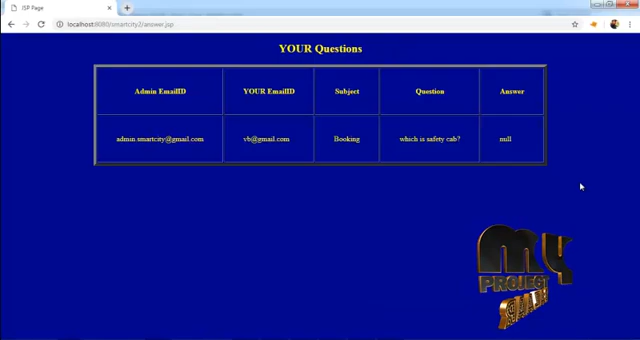 JSP Page
localhost:8080/smartcity2/answer.jsp
YOUR Questions
Admin EmailID YOUR EmailID Subject Question Answer
admin.smartcity@gmail.com vb@gmail.com Booking which is safety cab? null
MY
PROJECT